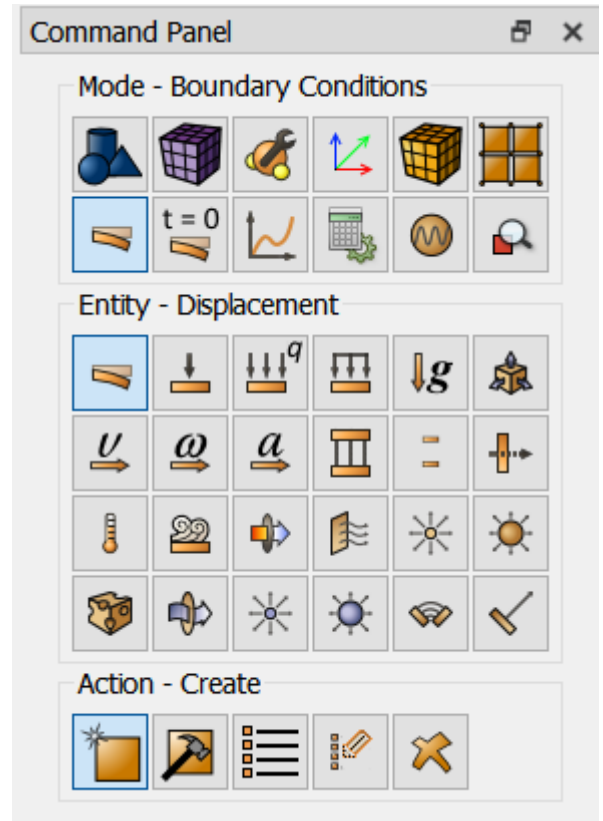 Command Panel
Mode - Boundary Conditions
t = 0
Entity - Displacement
q
g
υ ω a
Action - Create